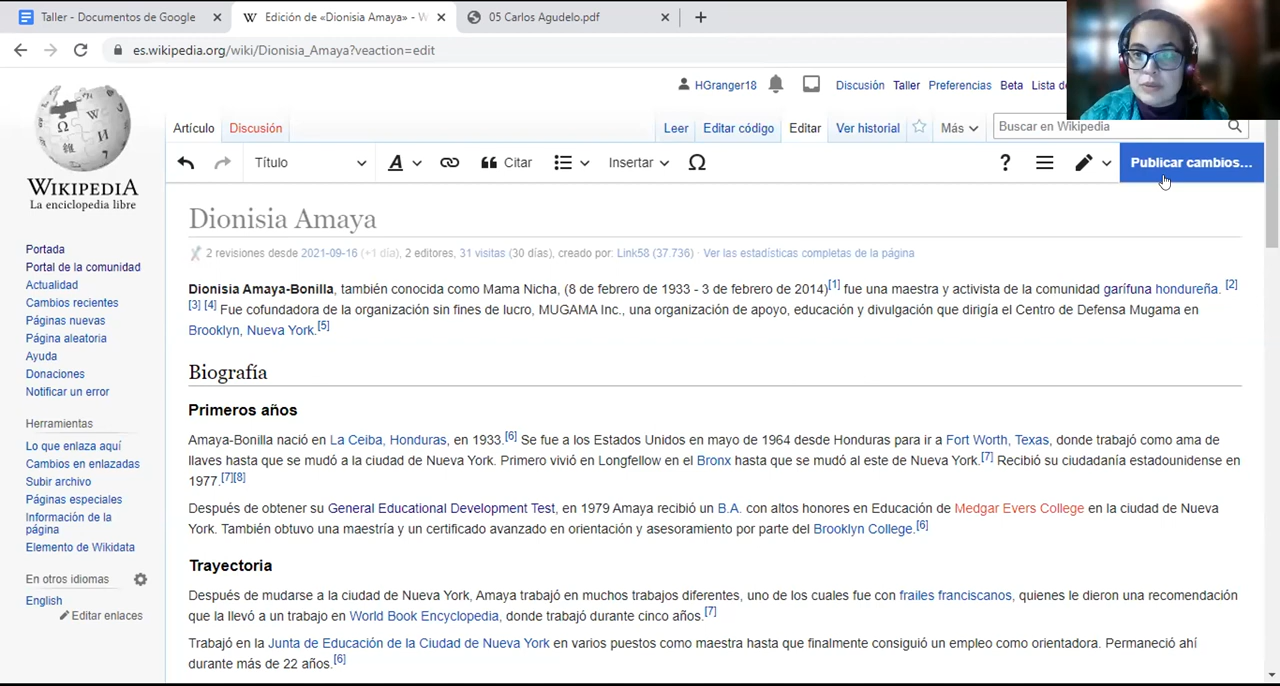 Taller - Documentos de Google
Edición de «Dionisia Amaya» - W
05 Carlos Agudelo.pdf
es.wikipedia.org/wiki/Dionisia_Amaya?veaction=edit
HGranger18 Discusión Taller Preferencias Beta Lista de
Artículo Discusión Leer Editar código Editar Ver historial Más Buscar en Wikipedia
Título A Citar Insertar Ω ? Publicar cambios...
WIKIPEDIA
La enciclopedia libre
Portada
Portal de la comunidad
Actualidad
Cambios recientes
Páginas nuevas
Página aleatoria
Ayuda
Donaciones
Notificar un error
Herramientas
Lo que enlaza aquí
Cambios en enlazadas
Subir archivo
Páginas especiales
Información de la
página
Elemento de Wikidata
En otros idiomas
English
Editar enlaces
Dionisia Amaya
2 revisiones desde 2021-09-16 (+1 día), 2 editores, 31 visitas (30 días), creado por: Link58 (37.736) · Ver las estadísticas completas de la página
Dionisia Amaya-Bonilla, también conocida como Mama Nicha, (8 de febrero de 1933 - 3 de febrero de 2014)[1] fue una maestra y activista de la comunidad garífuna hondureña. [2]
[3] [4] Fue cofundadora de la organización sin fines de lucro, MUGAMA Inc., una organización de apoyo, educación y divulgación que dirigía el Centro de Defensa Mugama en
Brooklyn, Nueva York.[5]
Biografía
Primeros años
Amaya-Bonilla nació en La Ceiba, Honduras, en 1933.[6] Se fue a los Estados Unidos en mayo de 1964 desde Honduras para ir a Fort Worth, Texas, donde trabajó como ama de
llaves hasta que se mudó a la ciudad de Nueva York. Primero vivió en Longfellow en el Bronx hasta que se mudó al este de Nueva York.[7] Recibió su ciudadanía estadounidense en
1977.[7][8]
Después de obtener su General Educational Development Test, en 1979 Amaya recibió un B.A. con altos honores en Educación de Medgar Evers College en la ciudad de Nueva
York. También obtuvo una maestría y un certificado avanzado en orientación y asesoramiento por parte del Brooklyn College.[6]
Trayectoria
Después de mudarse a la ciudad de Nueva York, Amaya trabajó en muchos trabajos diferentes, uno de los cuales fue con frailes franciscanos, quienes le dieron una recomendación
que la llevó a un trabajo en World Book Encyclopedia, donde trabajó durante cinco años.[7]
Trabajó en la Junta de Educación de la Ciudad de Nueva York en varios puestos como maestra hasta que finalmente consiguió un empleo como orientadora. Permaneció ahí
durante más de 22 años.[6]